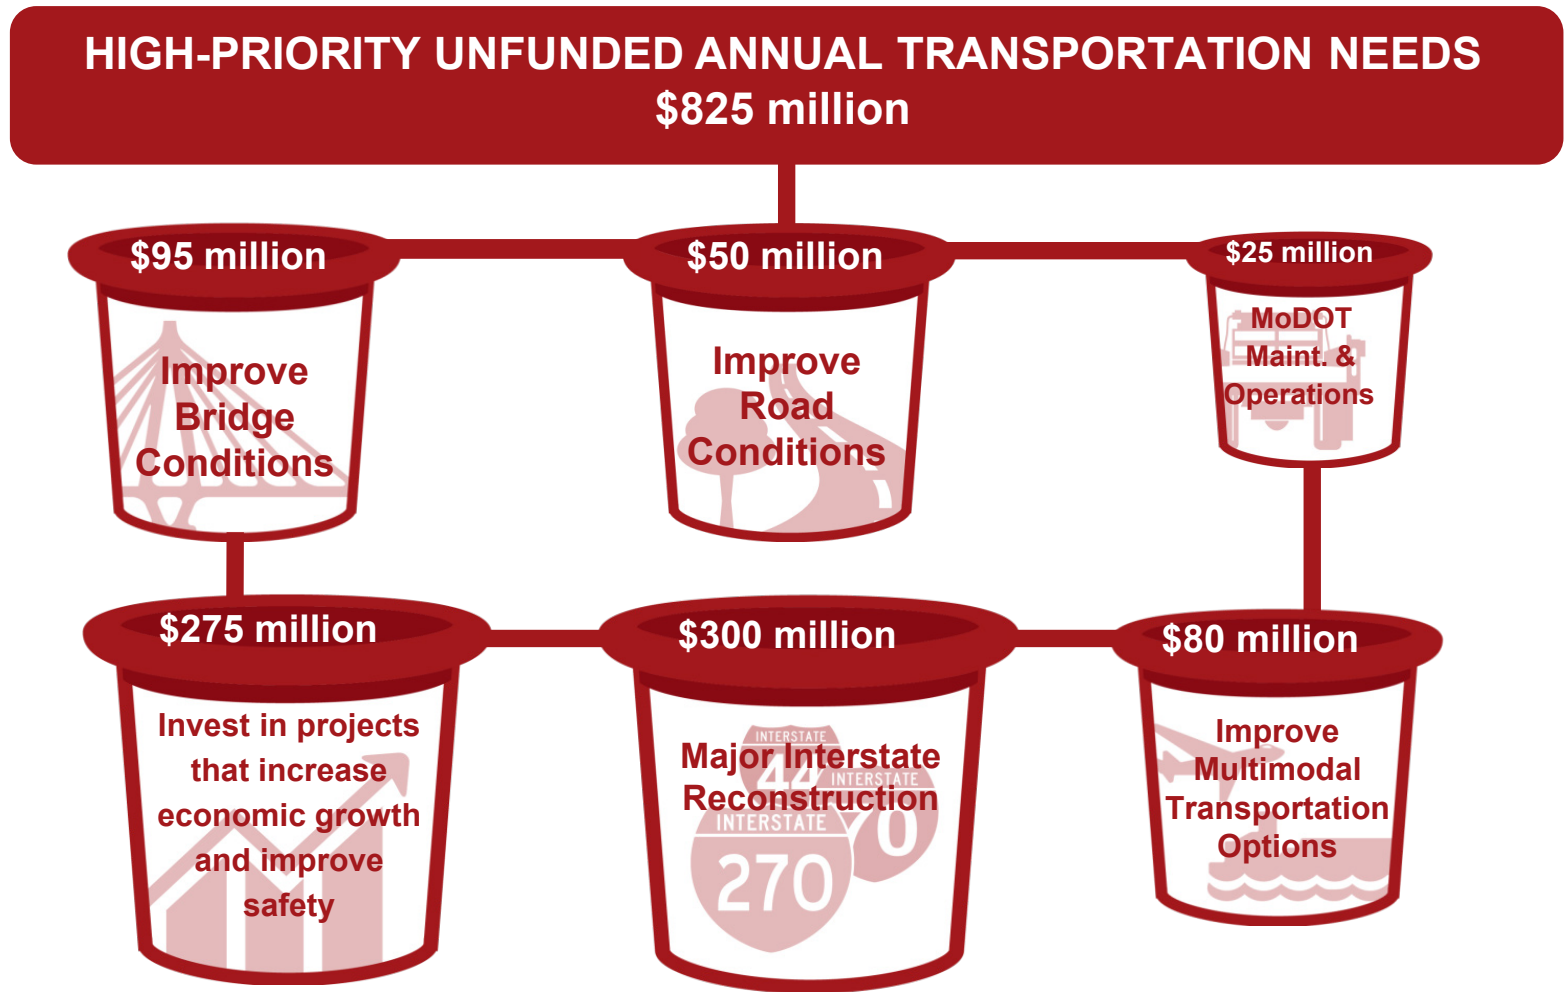 HIGH-PRIORITY UNFUNDED ANNUAL TRANSPORTATION NEEDS
$825 million
$95 million
Improve
Bridge
Conditions
$50 million
Improve
Road
Conditions
$25 million
MoDOT
Maint. &
Operations
$275 million
Invest in projects
that increase
economic growth
and improve
safety
$300 million
Major Interstate
Reconstruction
INTERSTATE
44
INTERSTATE
70
INTERSTATE
270
$80 million
Improve
Multimodal
Transportation
Options